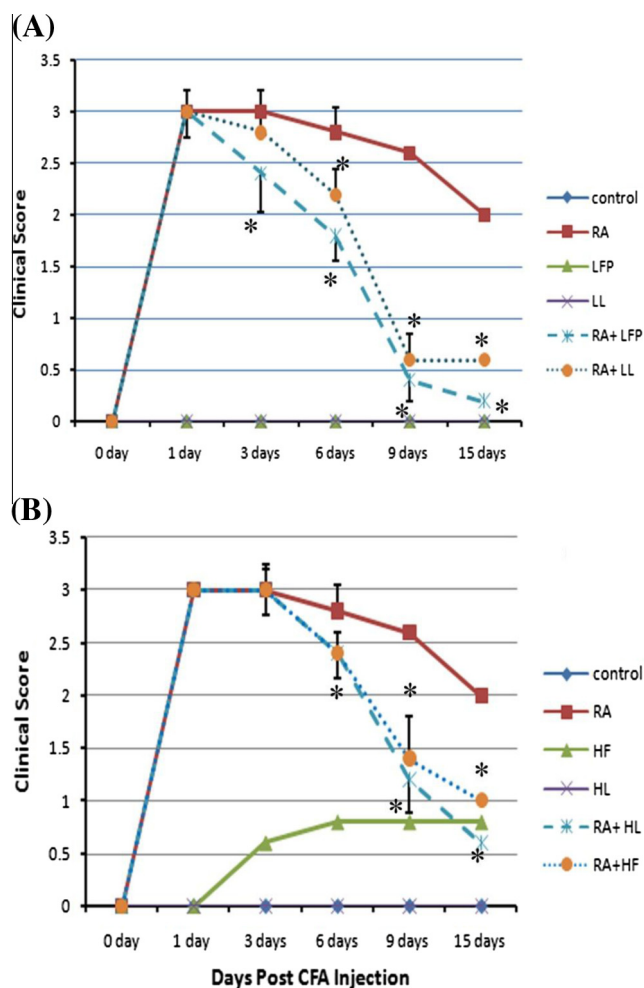 (A)
3.5
3
2.5
2
1.5
1
0.5
0
Clinical Score
0 day 1 day 3 days 6 days 9 days 15 days
* * * * * * * *
control
RA
LFP
LL
RA+ LFP
RA+ LL
(B)
3.5
3
2.5
2
1.5
1
0.5
0
Clinical Score
0 day 1 day 3 days 6 days 9 days 15 days
* * * * *
Days Post CFA Injection
control
RA
HF
HL
RA+ HL
RA+HF